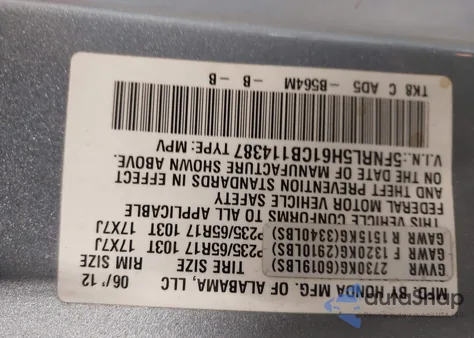 MFD. BY HONDA MFG. OF ALABAMA, LLC 06/'12
GVWR 2730KG(6019LBS) TIRE SIZE RIM SIZE
GAWR F 1320KG(2910LBS) P235/65R17 103T 17X7J
GAWR R 1515KG(3340LBS) P235/65R17 103T 17X7J
THIS VEHICLE CONFORMS TO ALL APPLICABLE
FEDERAL MOTOR VEHICLE SAFETY
AND THEFT PREVENTION STANDARDS IN EFFECT
ON THE DATE OF MANUFACTURE SHOWN ABOVE.
V.I.N.:5FNRL5H61CB114387 TYPE: MPV
TK8 C AD5 -B564M -B -B
autaShap